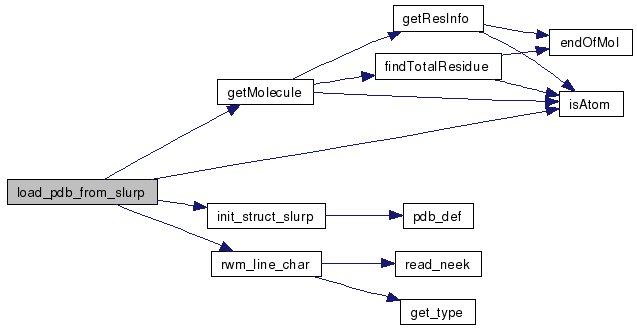 getResInfo
endOfMol
findTotalResidue
getMolecule
isAtom
load_pdb_from_slurp
init_struct_slurp
pdb_def
rwm_line_char
read_neek
get_type